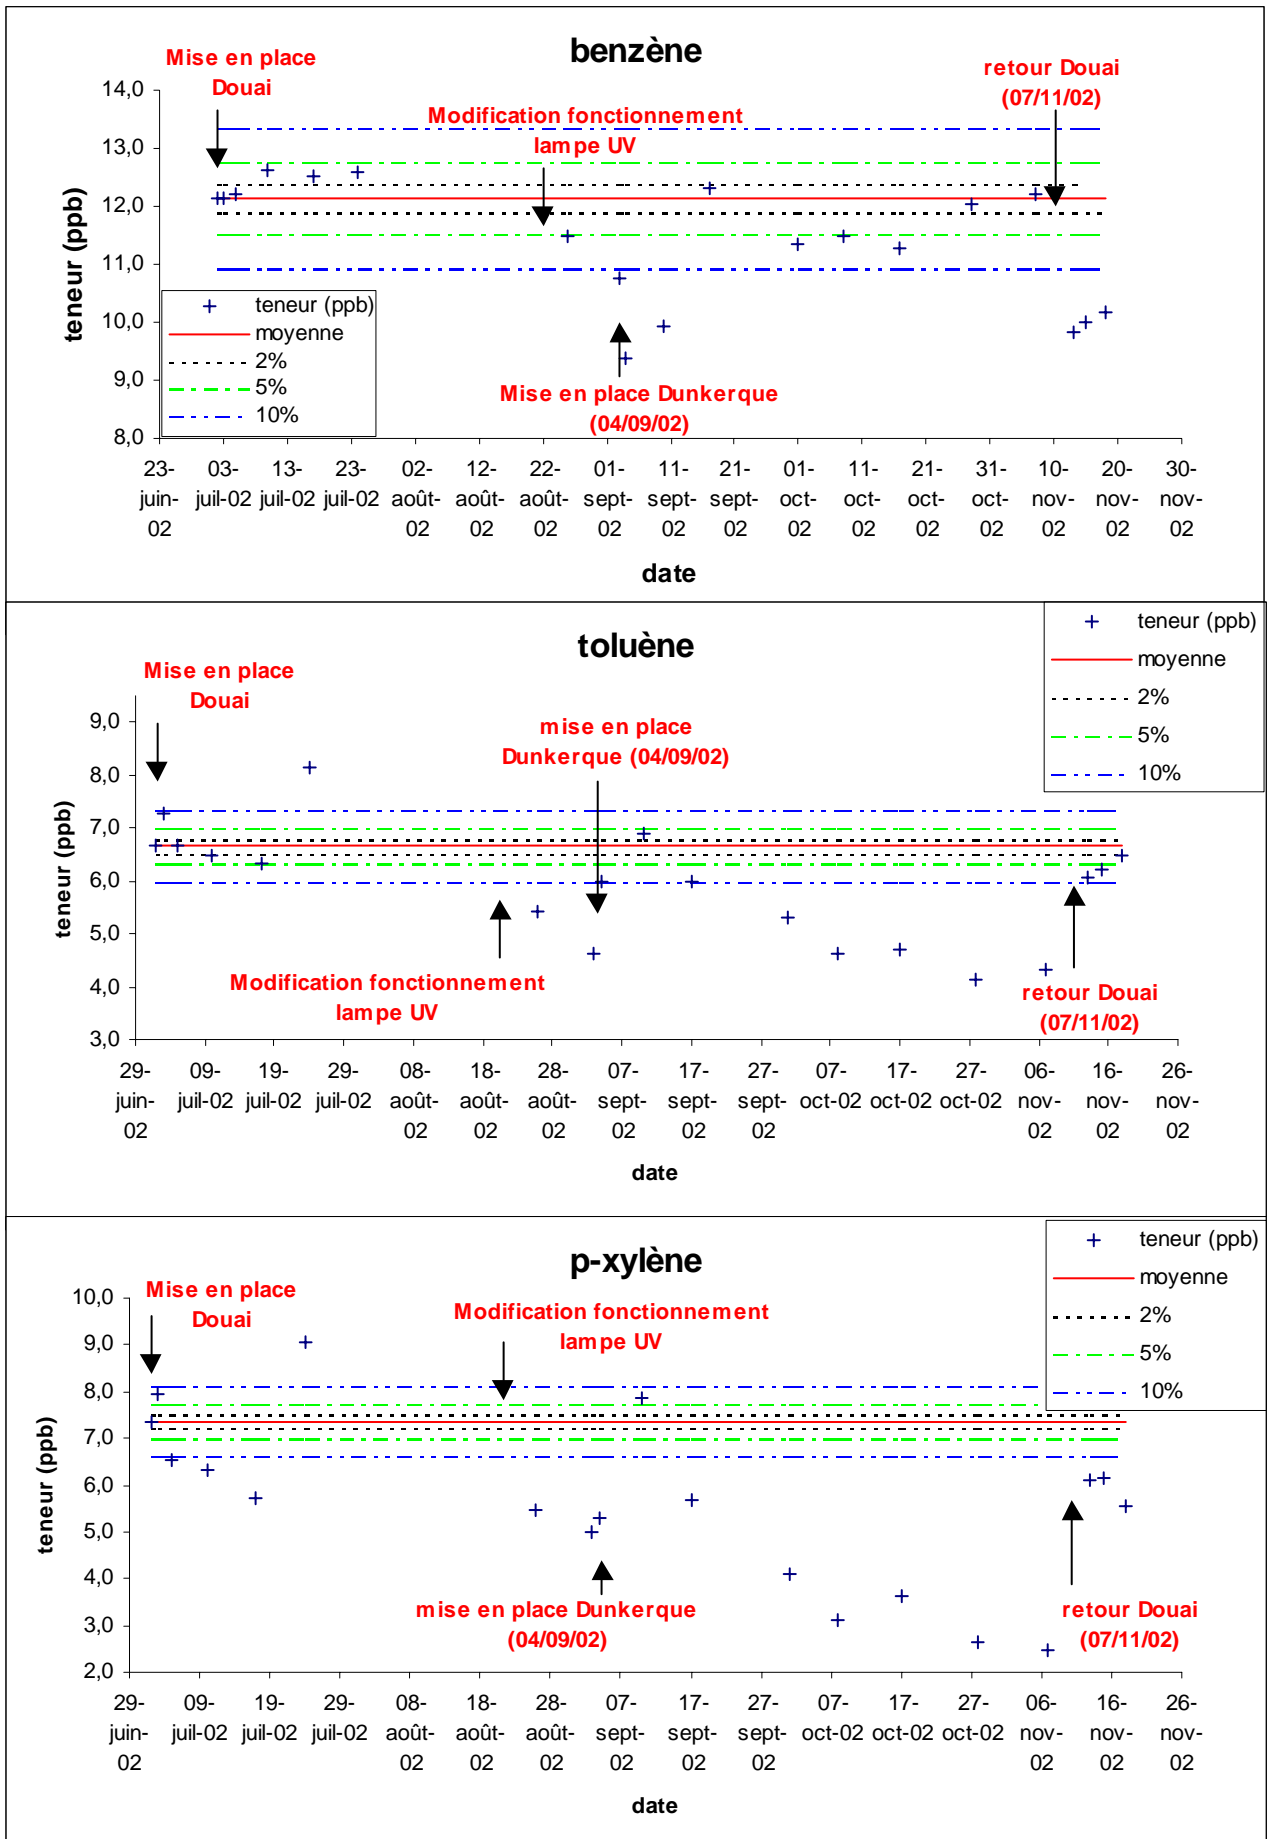 benzène
Mise en place
Douai
retour Douai
(07/11/02)
Modification fonctionnement
lampe UV
14,0
13,0
12,0
11,0
10,0
9,0
8,0
teneur (ppb)
teneur (ppb)
moyenne
2%
5%
10%
Mise en place Dunkerque
(04/09/02)
23- 03- 13- 23- 02- 12- 22- 01- 11- 21- 01- 11- 21- 31- 10- 20- 30-
juin- juil-02 juil-02 juil-02 août- août- août- sept- sept- sept- oct- oct-02 oct-02 oct-02 nov- nov- nov-
02 02 02 02 02 02 02 02 02 02 02
date
toluène
teneur (ppb)
moyenne
2%
5%
10%
Mise en place
Douai
mise en place
Dunkerque (04/09/02)
9,0
8,0
7,0
6,0
5,0
4,0
3,0
teneur (ppb)
Modification fonctionnement
lampe UV
retour Douai
(07/11/02)
29- 09- 19- 29- 08- 18- 28- 07- 17- 27- 07- 17- 27- 06- 16- 26-
juin- juil-02 juil-02 juil-02 août- août- août- sept- sept- sept- oct-02 oct-02 oct-02 nov- nov- nov-
02 02 02 02 02 02 02 02 02 02
date
p-xylène
teneur (ppb)
moyenne
2%
5%
10%
Mise en place
Douai
Modification fonctionnement
lampe UV
10,0
9,0
8,0
7,0
6,0
5,0
4,0
3,0
2,0
teneur (ppb)
mise en place Dunkerque
(04/09/02)
retour Douai
(07/11/02)
29- 09- 19- 29- 08- 18- 28- 07- 17- 27- 07- 17- 27- 06- 16- 26-
juin- juil-02 juil-02 juil-02 août- août- août- sept- sept- sept- oct-02 oct-02 oct-02 nov- nov- nov-
02 02 02 02 02 02 02 02 02 02
date